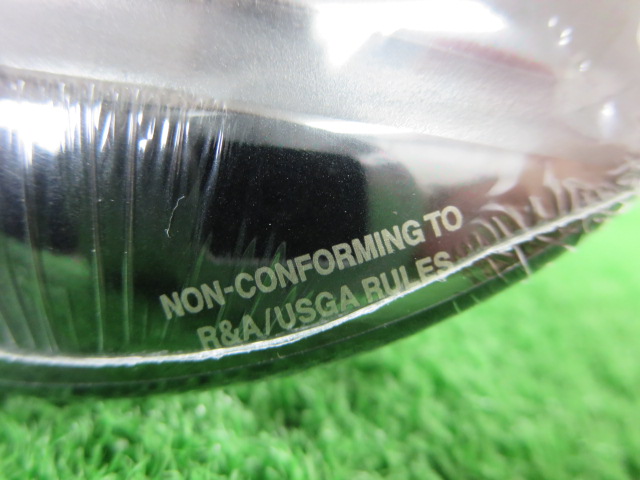 NON-CONFORMING TO
R&A/USGA RULES